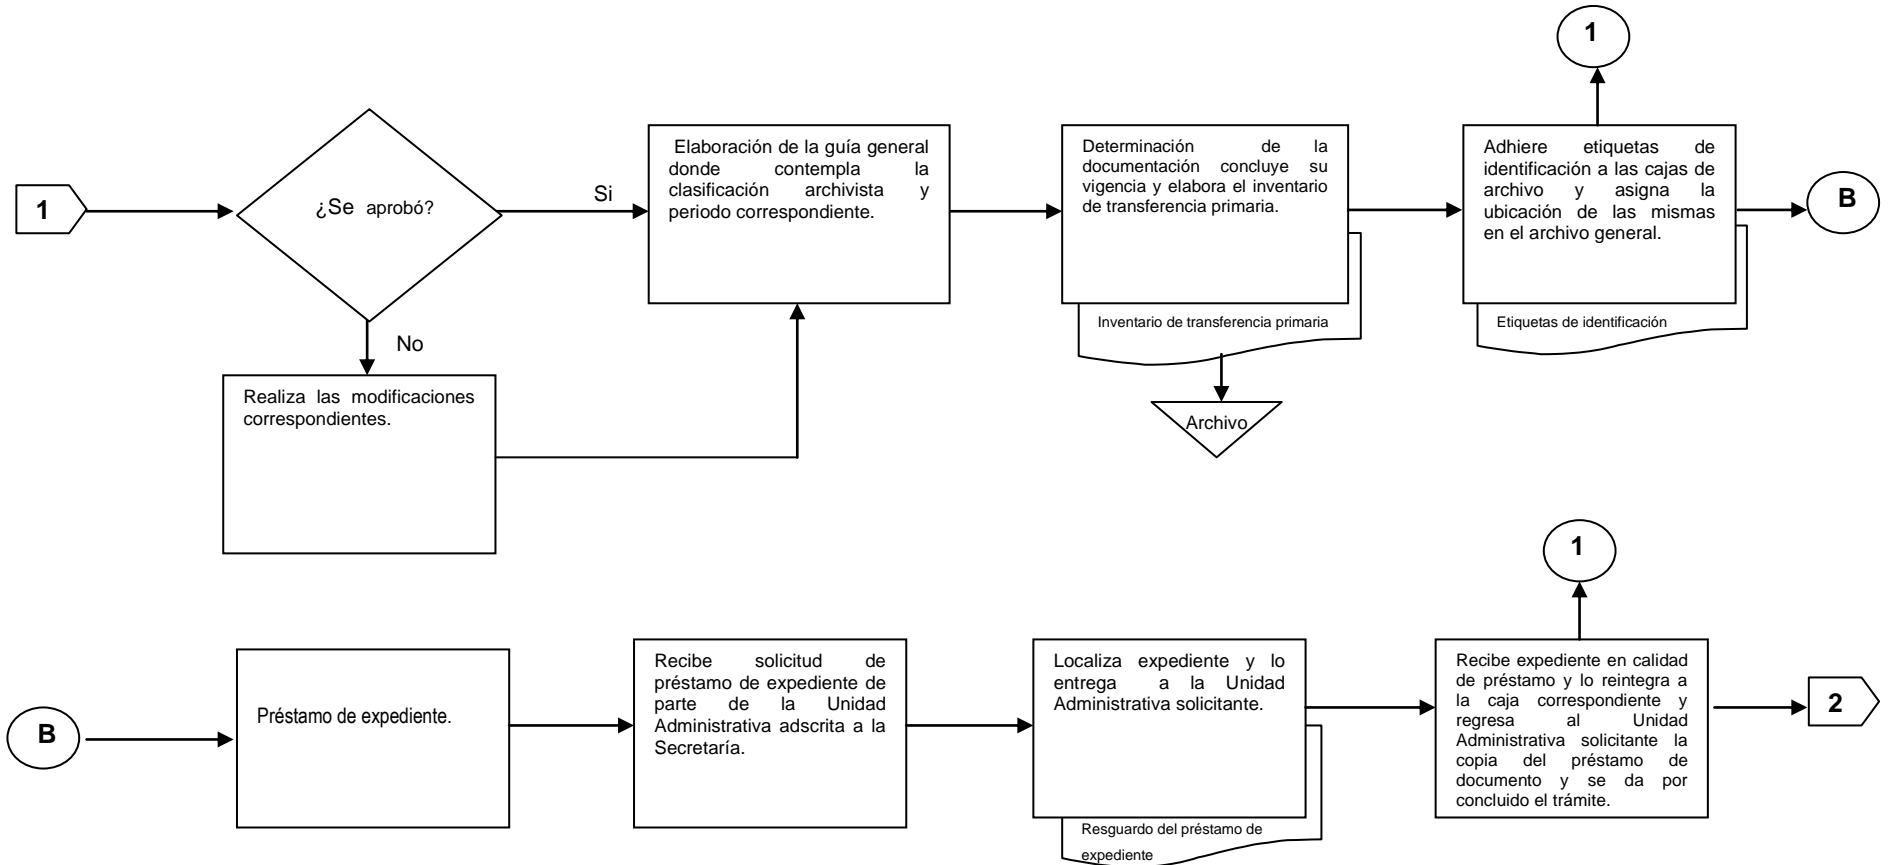 1
1
¿Se aprobó?
Si
No
Elaboración de la guía general
donde contempla la
clasificación archivista y
periodo correspondiente.
Determinación de la
documentación concluye su
vigencia y elabora el inventario
de transferencia primaria.
Inventario de transferencia primaria
Archivo
Adhiere etiquetas de
identificación a las cajas de
archivo y asigna la
ubicación de las mismas
en el archivo general.
Etiquetas de identificación
B
Realiza las modificaciones
correspondientes.
1
B
Préstamo de expediente.
Recibe solicitud de
préstamo de expediente de
parte de la Unidad
Administrativa adscrita a la
Secretaría.
Localiza expediente y lo
entrega a la Unidad
Administrativa solicitante.
Resguardo del préstamo de
expediente
Recibe expediente en calidad
de préstamo y lo reintegra a
la caja correspondiente y
regresa al Unidad
Administrativa solicitante la
copia del préstamo de
documento y se da por
concluido el trámite.
2